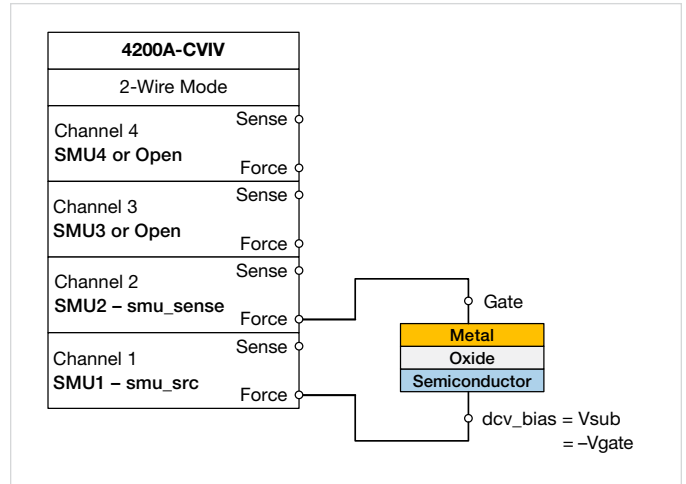 4200A-CVIV
2-Wire Mode
Channel 4
SMU4 or Open
Sense
Force
Channel 3
SMU3 or Open
Sense
Force
Channel 2
SMU2 – smu_sense
Sense
Force
Channel 1
SMU1 – smu_src
Sense
Force
Gate
Metal
Oxide
Semiconductor
dcv_bias = Vsub
= –Vgate